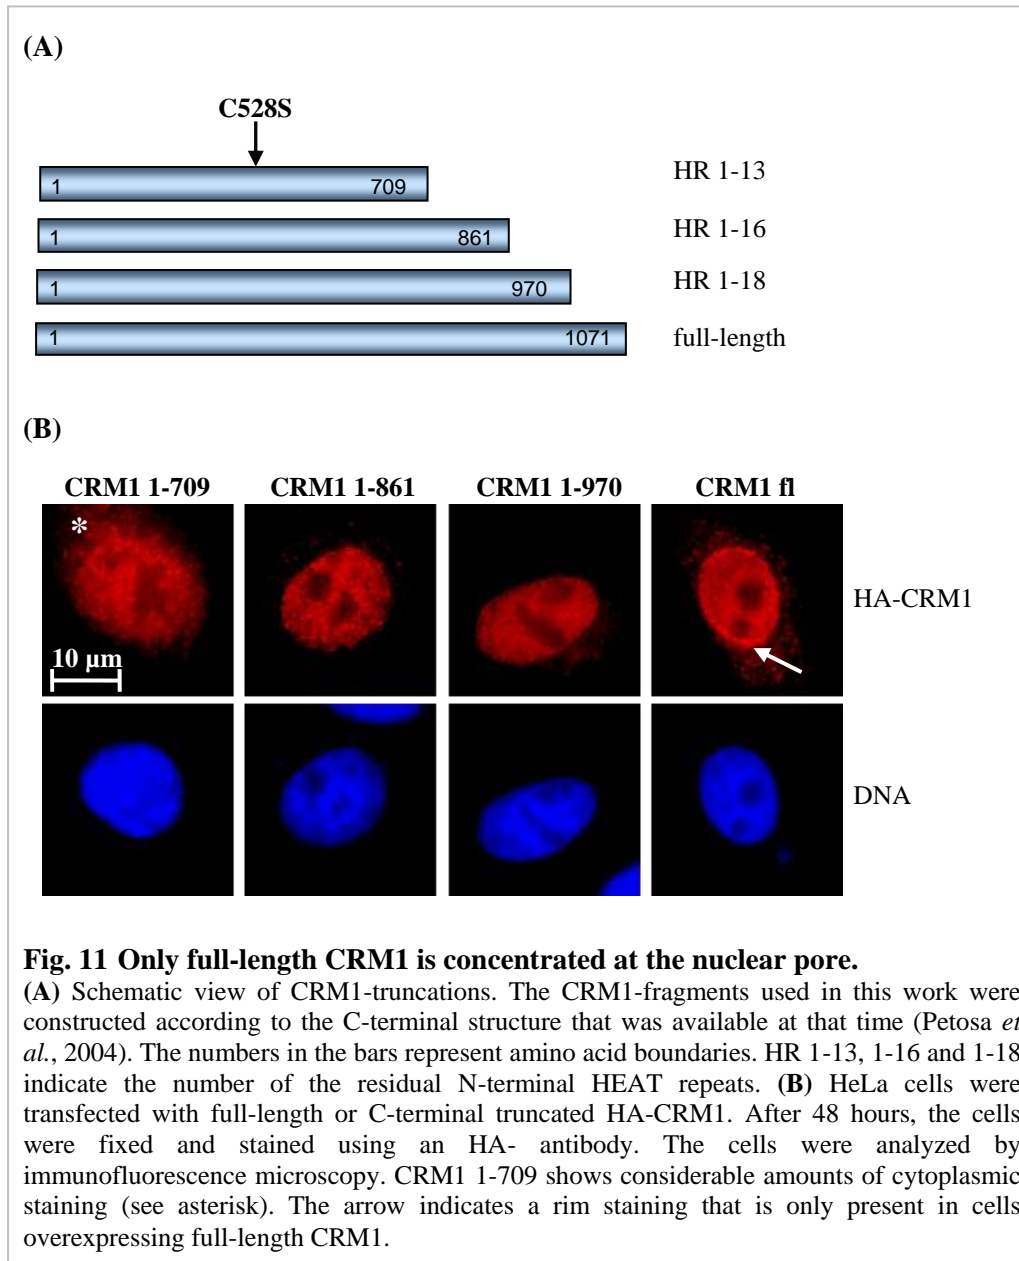 (A)
C528S
1 709 HR 1-13
1 861 HR 1-16
1 970 HR 1-18
1 1071 full-length
(B)
CRM1 1-709 CRM1 1-861 CRM1 1-970 CRM1 fl
*
HA-CRM1
10 µm
DNA
Fig. 11 Only full-length CRM1 is concentrated at the nuclear pore.
(A) Schematic view of CRM1-truncations. The CRM1-fragments used in this work were
constructed according to the C-terminal structure that was available at that time (Petosa et
al., 2004). The numbers in the bars represent amino acid boundaries. HR 1-13, 1-16 and 1-18
indicate the number of the residual N-terminal HEAT repeats. (B) HeLa cells were
transfected with full-length or C-terminal truncated HA-CRM1. After 48 hours, the cells
were fixed and stained using an HA- antibody. The cells were analyzed by
immunofluorescence microscopy. CRM1 1-709 shows considerable amounts of cytoplasmic
staining (see asterisk). The arrow indicates a rim staining that is only present in cells
overexpressing full-length CRM1.